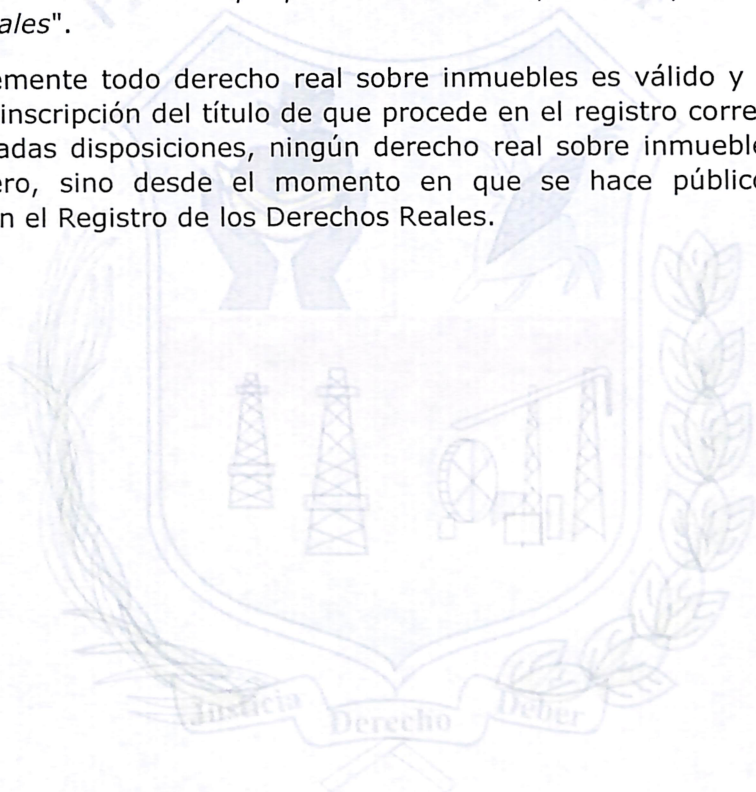 ales".
emente todo derecho real sobre inmuebles es válido y
inscripción del título de que procede en el registro corre
adas disposiciones, ningún derecho real sobre inmueble
ero, sino desde el momento en que se hace público
n el Registro de los Derechos Reales.
Justicia
Derecho
Deber